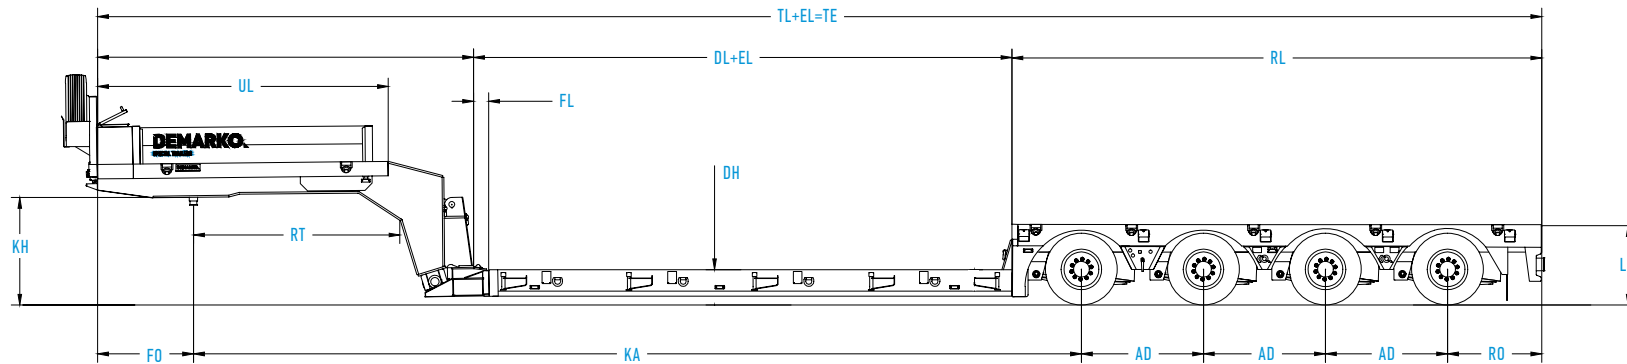 TL+EL=TE
DL+EL
RL
UL
FL
DEMARKO
DH
RT
KH
L
FO
KA
AD
AD
AD
RO